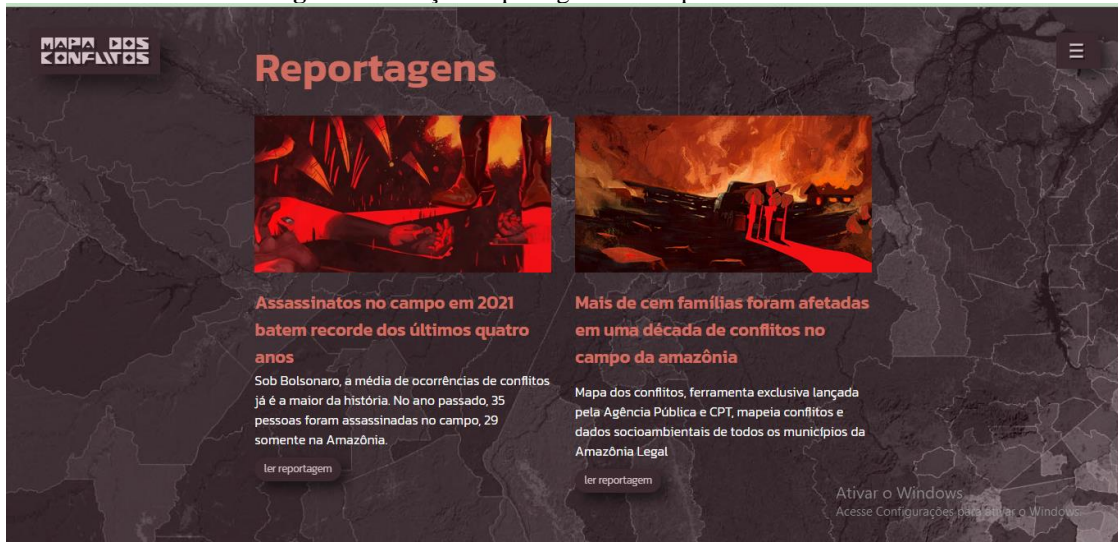 MAPA DOS
CONFLITOS
☰
Reportagens
Assassinatos no campo em 2021
batem recorde dos últimos quatro
anos
Sob Bolsonaro, a média de ocorrências de conflitos
já é a maior da história. No ano passado, 35
pessoas foram assassinadas no campo, 29
somente na Amazônia.
ler reportagem
Mais de cem famílias foram afetadas
em uma década de conflitos no
campo da amazônia
Mapa dos conflitos, ferramenta exclusiva lançada
pela Agência Pública e CPT, mapeia conflitos e
dados socioambientais de todos os municípios da
Amazônia Legal
ler reportagem
Ativar o Windows
Acesse Configurações para ativar o Windows.